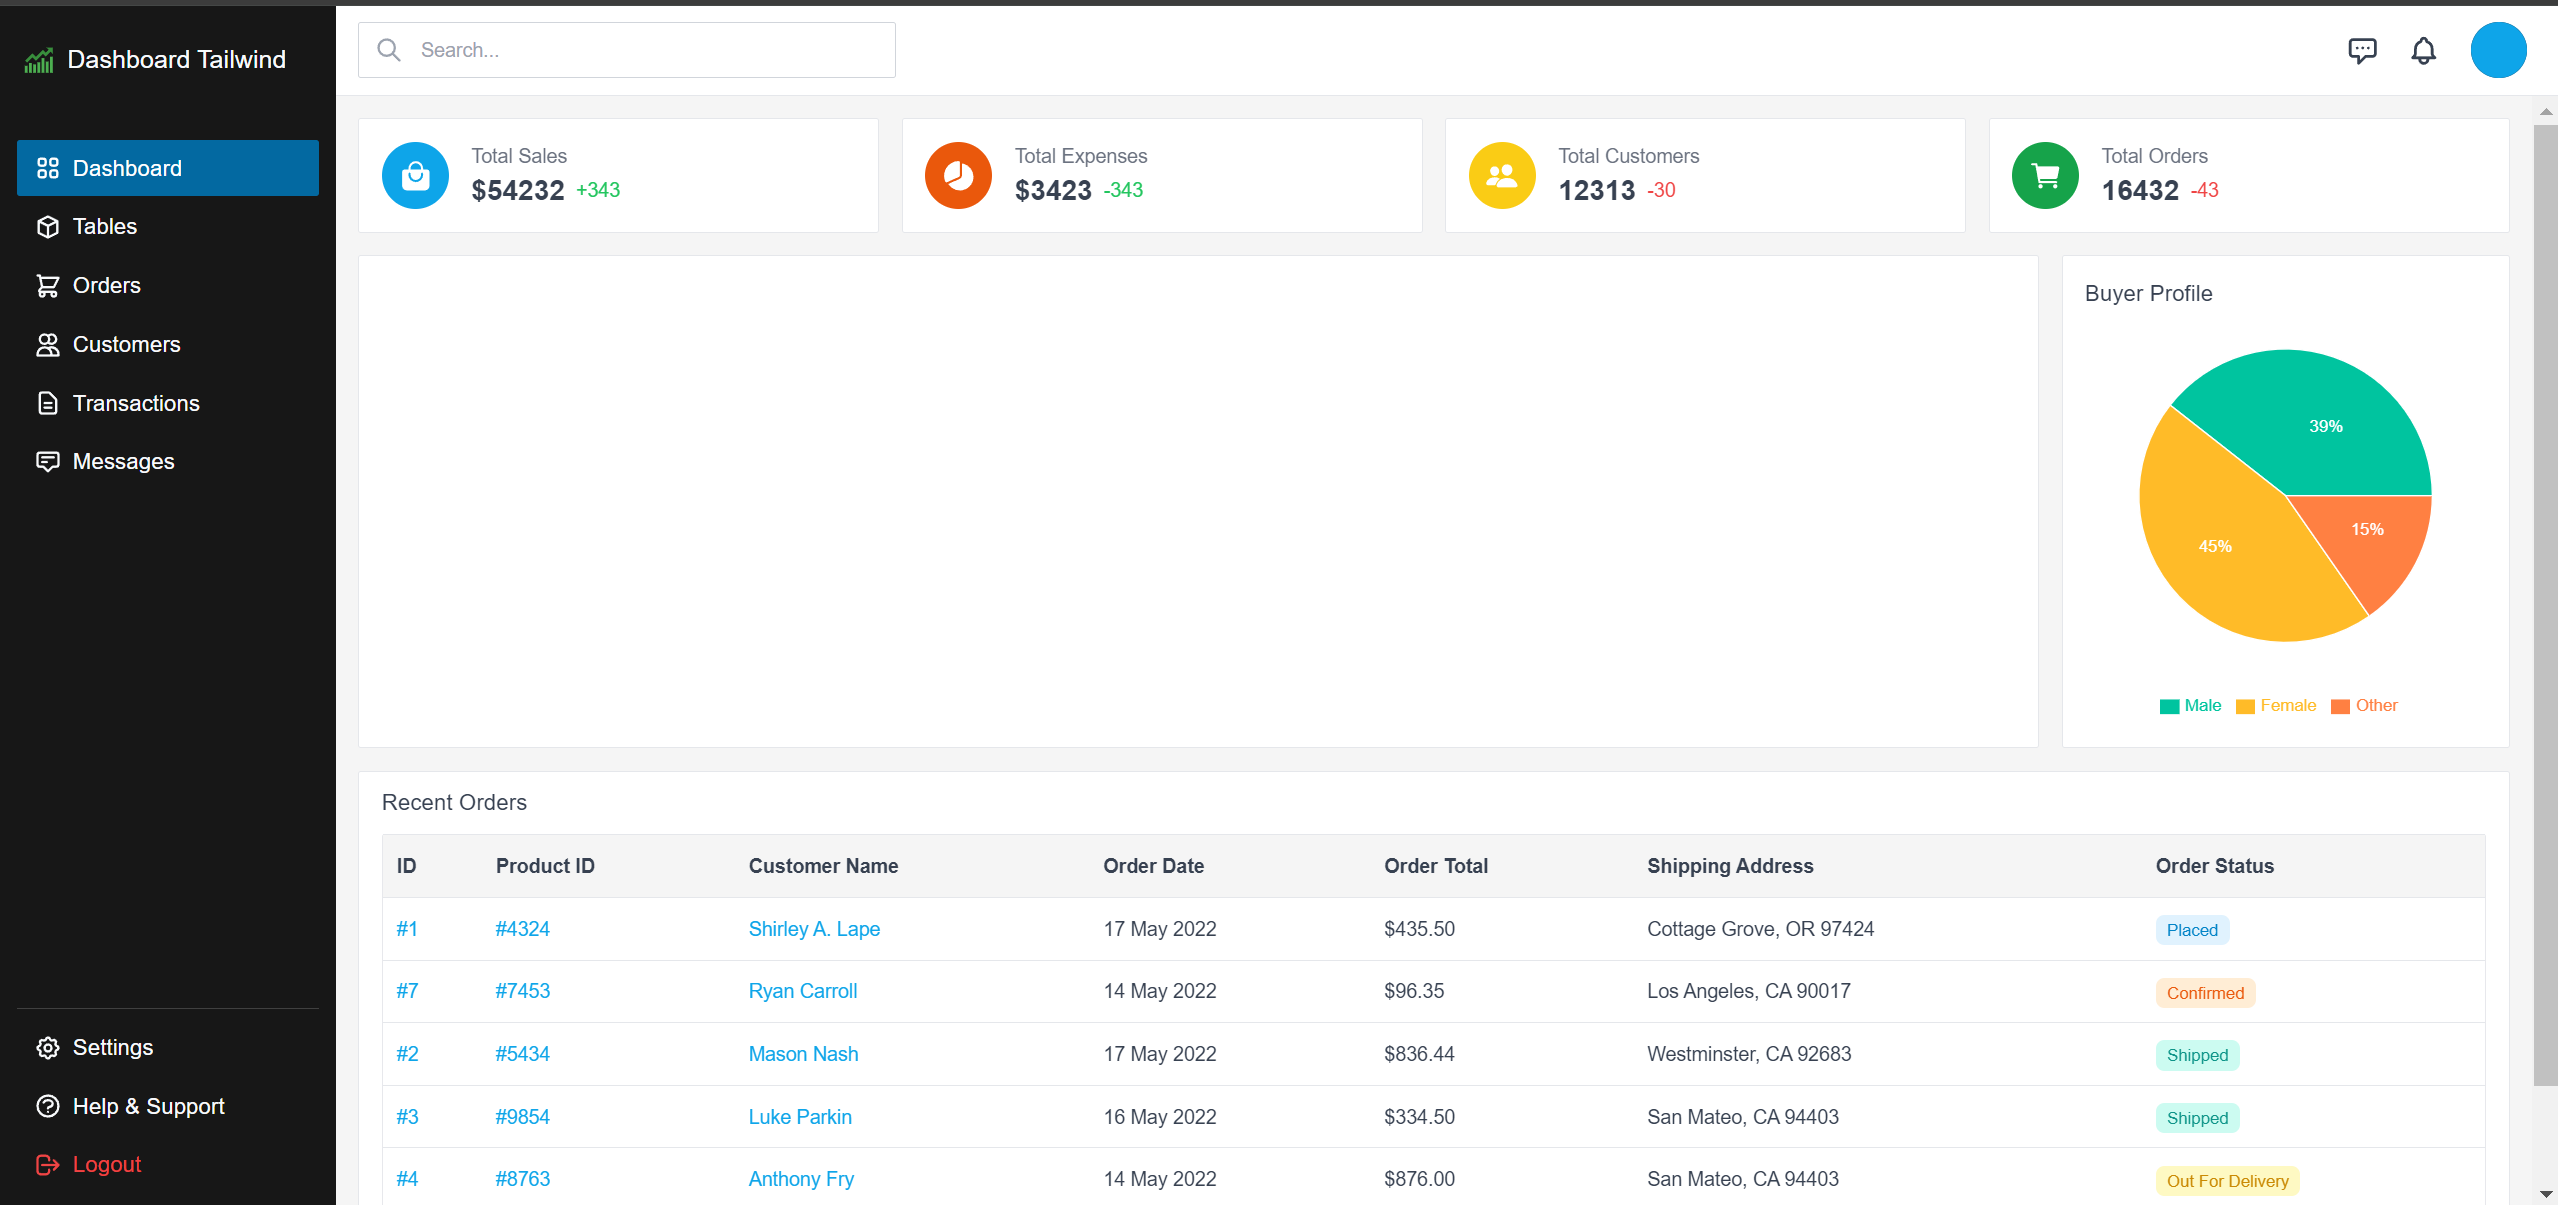 Dashboard Tailwind
Search...
Dashboard
Tables
Orders
Customers
Transactions
Messages
Settings
Help & Support
Logout
Total Sales
$54232 +343
Total Expenses
$3423 -343
Total Customers
12313 -30
Total Orders
16432 -43
Buyer Profile
39%
15%
45%
Male Female Other
Recent Orders
ID Product ID Customer Name Order Date Order Total Shipping Address Order Status
#1 #4324 Shirley A. Lape 17 May 2022 $435.50 Cottage Grove, OR 97424 Placed
#7 #7453 Ryan Carroll 14 May 2022 $96.35 Los Angeles, CA 90017 Confirmed
#2 #5434 Mason Nash 17 May 2022 $836.44 Westminster, CA 92683 Shipped
#3 #9854 Luke Parkin 16 May 2022 $334.50 San Mateo, CA 94403 Shipped
#4 #8763 Anthony Fry 14 May 2022 $876.00 San Mateo, CA 94403 Out For Delivery